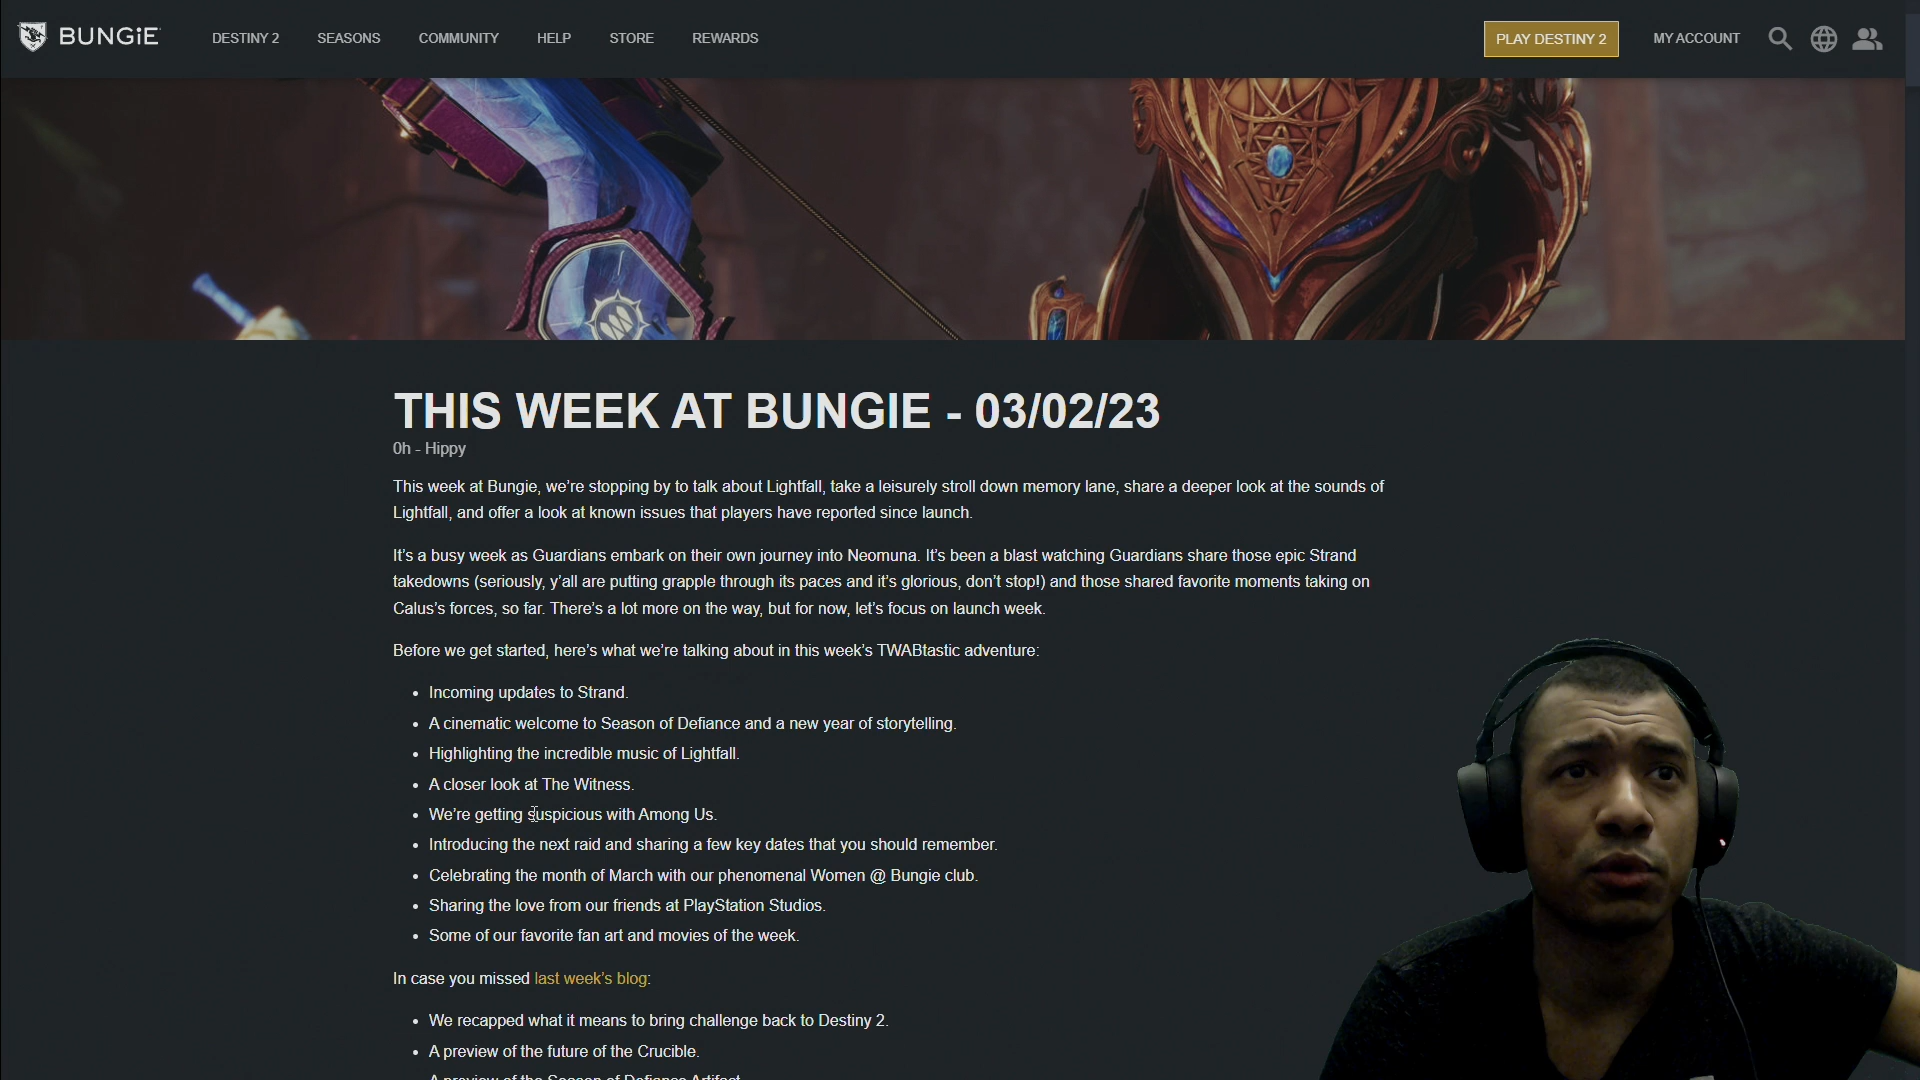 BUNGiE
DESTINY 2 SEASONS COMMUNITY HELP STORE REWARDS
PLAY DESTINY 2 MY ACCOUNT
THIS WEEK AT BUNGIE - 03/02/23
0h - Hippy
This week at Bungie, we’re stopping by to talk about Lightfall, take a leisurely stroll down memory lane, share a deeper look at the sounds of
Lightfall, and offer a look at known issues that players have reported since launch.
It’s a busy week as Guardians embark on their own journey into Neomuna. It’s been a blast watching Guardians share those epic Strand
takedowns (seriously, y’all are putting grapple through its paces and it’s glorious, don’t stop!) and those shared favorite moments taking on
Calus’s forces, so far. There’s a lot more on the way, but for now, let’s focus on launch week.
Before we get started, here’s what we’re talking about in this week’s TWABtastic adventure:
• Incoming updates to Strand.
• A cinematic welcome to Season of Defiance and a new year of storytelling.
• Highlighting the incredible music of Lightfall.
• A closer look at The Witness.
• We’re getting suspicious with Among Us.
• Introducing the next raid and sharing a few key dates that you should remember.
• Celebrating the month of March with our phenomenal Women @ Bungie club.
• Sharing the love from our friends at PlayStation Studios.
• Some of our favorite fan art and movies of the week.
In case you missed last week’s blog:
• We recapped what it means to bring challenge back to Destiny 2.
• A preview of the future of the Crucible.
A preview of the Season of Defiance Artifact